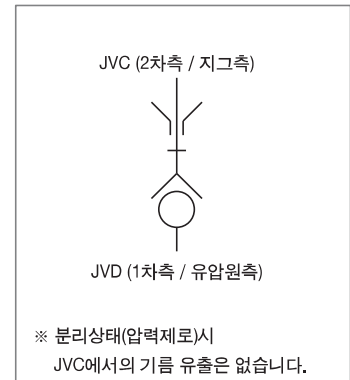 JVC (2차측 / 지그측)
JVD (1차측 / 유압원측)
※ 분리상태(압력제로)시
JVC에서의 기름 유출은 없습니다.